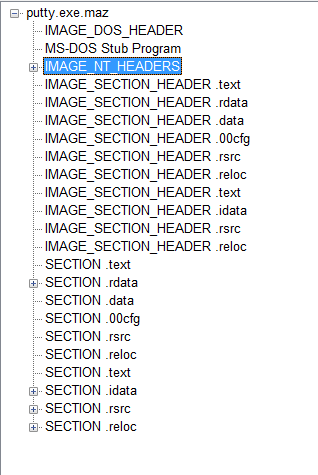 putty.exe.maz
IMAGE_DOS_HEADER
MS-DOS Stub Program
IMAGE_NT_HEADERS
IMAGE_SECTION_HEADER .text
IMAGE_SECTION_HEADER .rdata
IMAGE_SECTION_HEADER .data
IMAGE_SECTION_HEADER .00cfg
IMAGE_SECTION_HEADER .rsrc
IMAGE_SECTION_HEADER .reloc
IMAGE_SECTION_HEADER .text
IMAGE_SECTION_HEADER .idata
IMAGE_SECTION_HEADER .rsrc
IMAGE_SECTION_HEADER .reloc
SECTION .text
SECTION .rdata
SECTION .data
SECTION .00cfg
SECTION .rsrc
SECTION .reloc
SECTION .text
SECTION .idata
SECTION .rsrc
SECTION .reloc